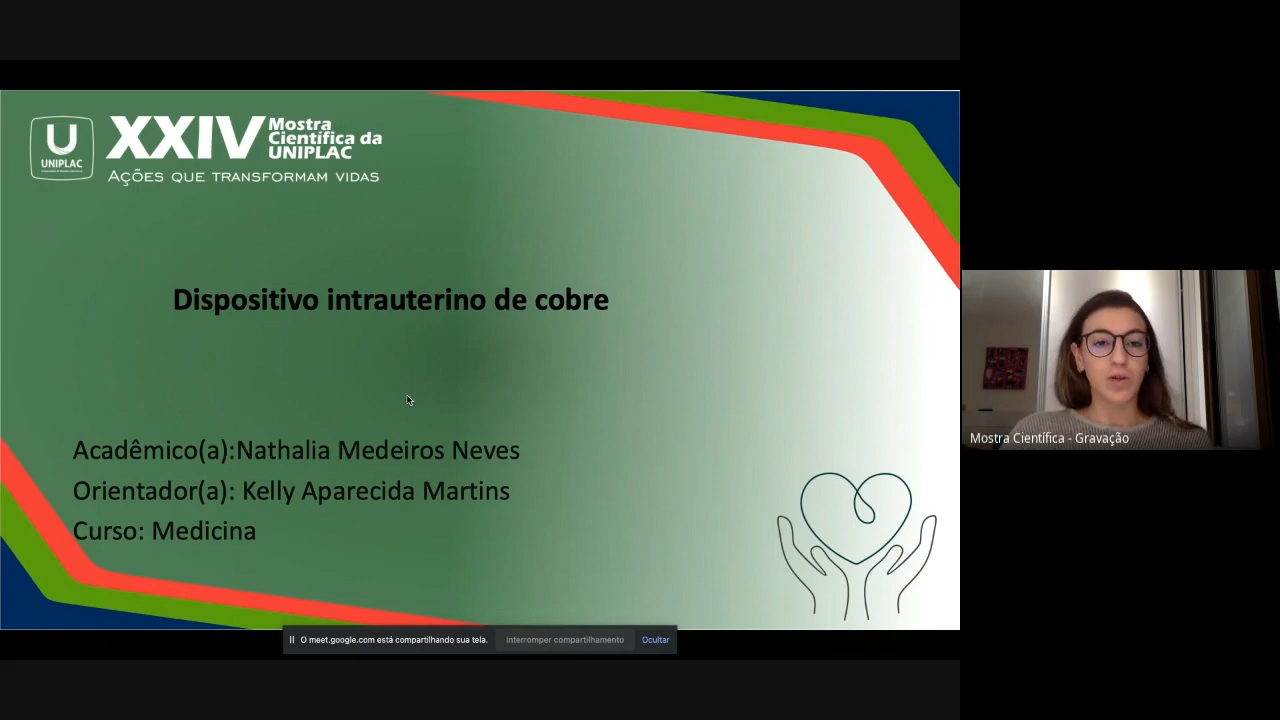 U
UNIPLAC
XXIV Mostra
Científica da
UNIPLAC
AÇÕES QUE TRANSFORMAM VIDAS
Dispositivo intrauterino de cobre
Acadêmico(a):Nathalia Medeiros Neves
Orientador(a): Kelly Aparecida Martins
Curso: Medicina
Mostra Científica - Gravação
O meet.google.com está compartilhando sua tela. Interromper compartilhamento Ocultar